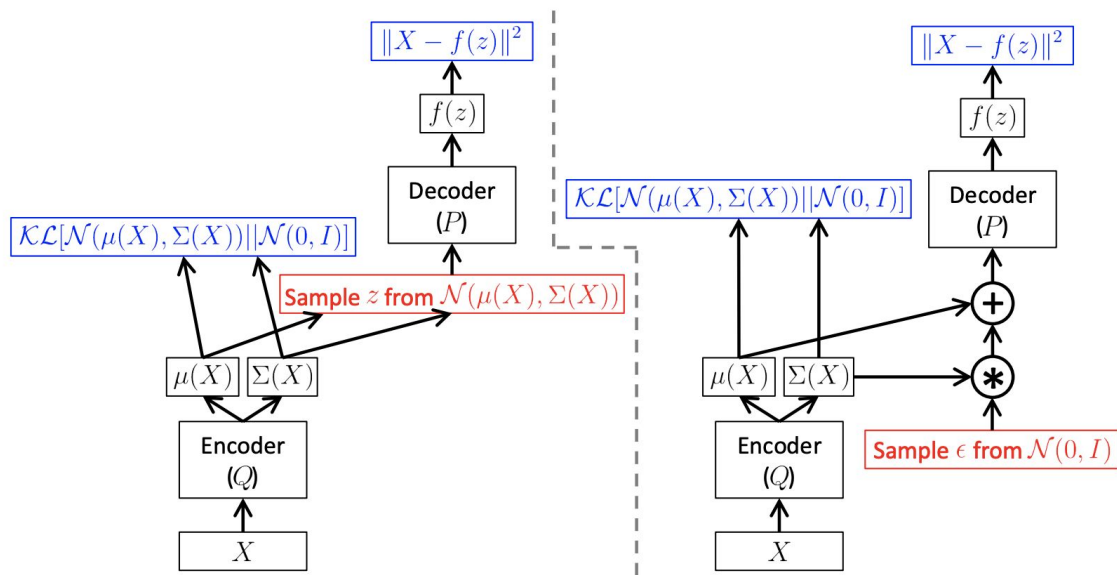 ‖X − f(z)‖²
f(z)
Decoder
(P)
𝒦ℒ[𝒩(μ(X), Σ(X))||𝒩(0, I)]
Sample z from 𝒩(μ(X), Σ(X))
μ(X)
Σ(X)
Encoder
(Q)
X
‖X − f(z)‖²
f(z)
Decoder
(P)
𝒦ℒ[𝒩(μ(X), Σ(X))||𝒩(0, I)]
+
μ(X)
Σ(X)
*
Sample ϵ from 𝒩(0, I)
Encoder
(Q)
X